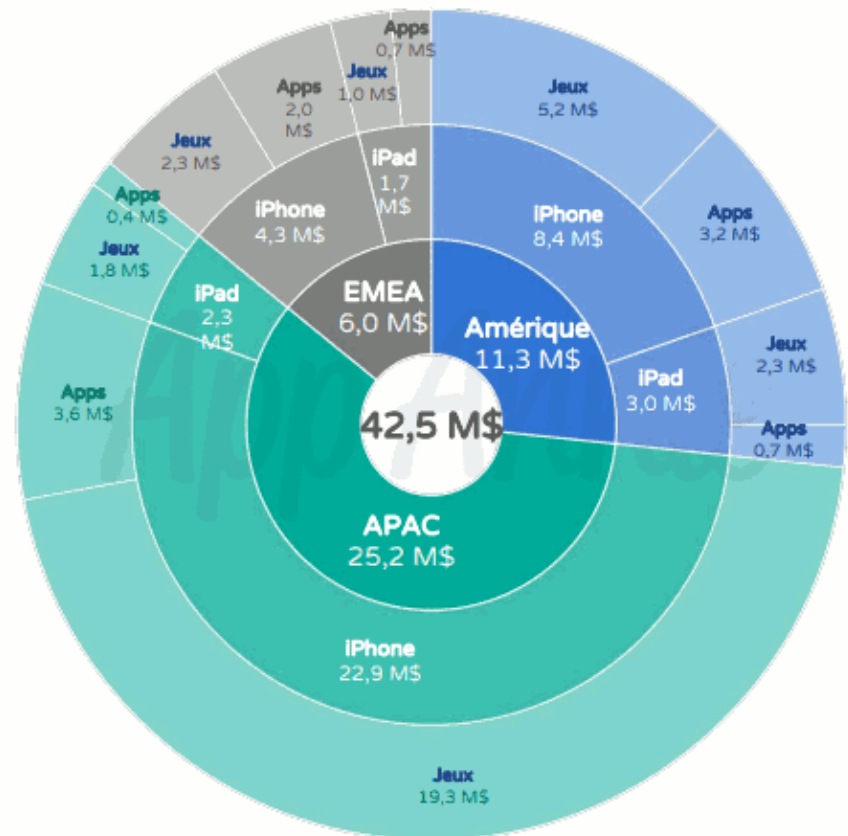 42,5 M$
Amérique
11,3 M$
iPhone
8,4 M$
Jeux
5,2 M$
Apps
3,2 M$
iPad
3,0 M$
Jeux
2,3 M$
Apps
0,7 M$
APAC
25,2 M$
iPhone
22,9 M$
Jeux
19,3 M$
Apps
3,6 M$
iPad
2,3
M$
Jeux
1,8 M$
Apps
0,4 M$
EMEA
6,0 M$
iPhone
4,3 M$
Jeux
2,3 M$
Apps
2,0
M$
iPad
1,7
M$
Jeux
1,0 M$
Apps
0,7 M$
App Annie